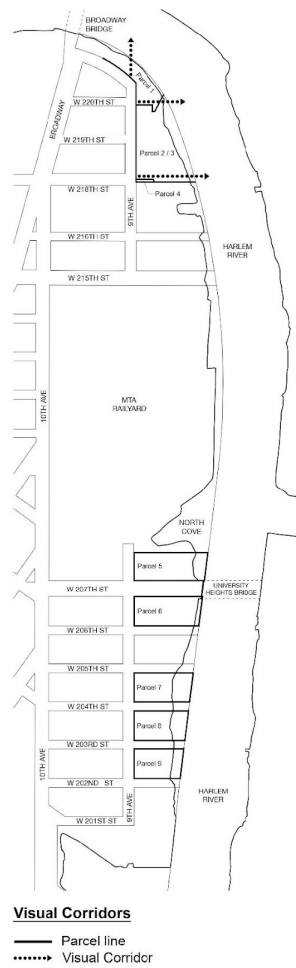 BROADWAY
BRIDGE
Parcel 1
W 220TH ST
BROADWAY
W 219TH ST
Parcel 2 / 3
W 218TH ST
Parcel 4
9TH AVE
W 216TH ST
HARLEM
RIVER
W 215TH ST
10TH AVE
MTA
RAILYARD
NORTH
COVE
Parcel 5
W 207TH ST
UNIVERSITY
HEIGHTS BRIDGE
Parcel 6
W 206TH ST
W 205TH ST
Parcel 7
W 204TH ST
Parcel 8
W 203RD ST
Parcel 9
10TH AVE
W 202ND ST
9TH AVE
HARLEM
RIVER
W 201ST ST
Visual Corridors
Parcel line
Visual Corridor